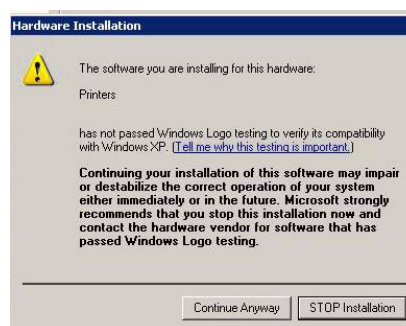 Hardware Installation
The software you are installing for this hardware:
Printers
has not passed Windows Logo testing to verify its compatibility
with Windows XP. (Tell me why this testing is important.)
Continuing your installation of this software may impair
or destabilize the correct operation of your system
either immediately or in the future. Microsoft strongly
recommends that you stop this installation now and
contact the hardware vendor for software that has
passed Windows Logo testing.
Continue Anyway
STOP Installation